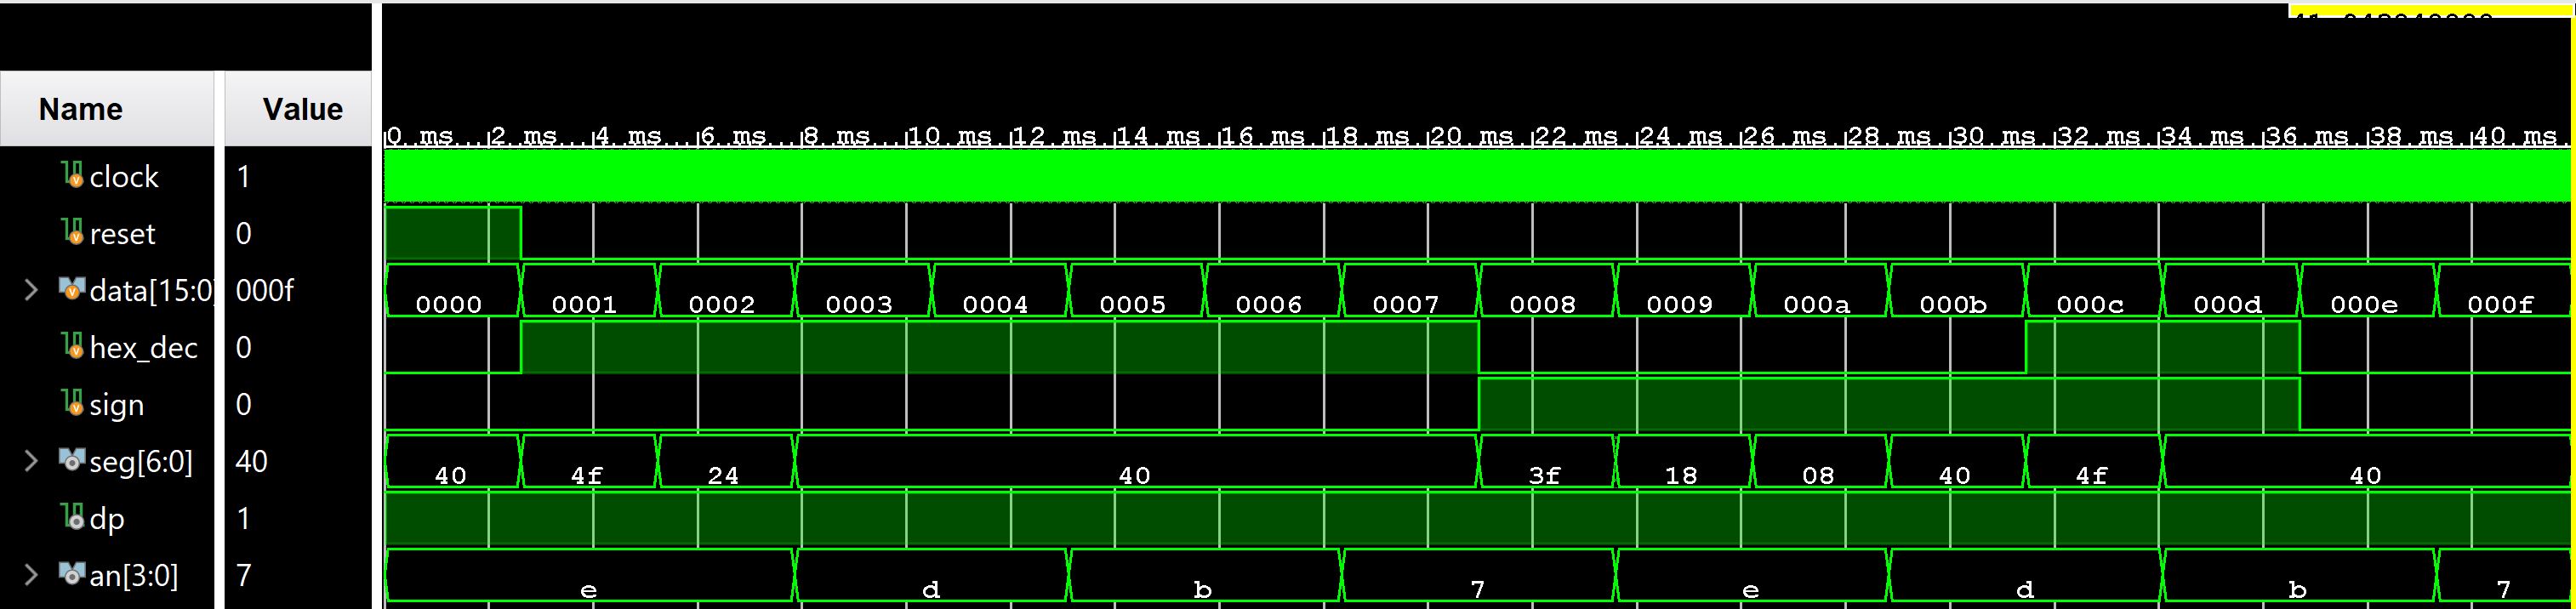 Name Value
0 ms 2 ms 4 ms 6 ms 8 ms 10 ms 12 ms 14 ms 16 ms 18 ms 20 ms 22 ms 24 ms 26 ms 28 ms 30 ms 32 ms 34 ms 36 ms 38 ms 40 ms
clock 1
reset 0
data[15:0] 000f 0000 0001 0002 0003 0004 0005 0006 0007 0008 0009 000a 000b 000c 000d 000e 000f
hex_dec 0
sign 0
seg[6:0] 40 40 4f 24 40 3f 18 08 40 4f 40
dp 1
an[3:0] 7 e d b 7 e d b 7